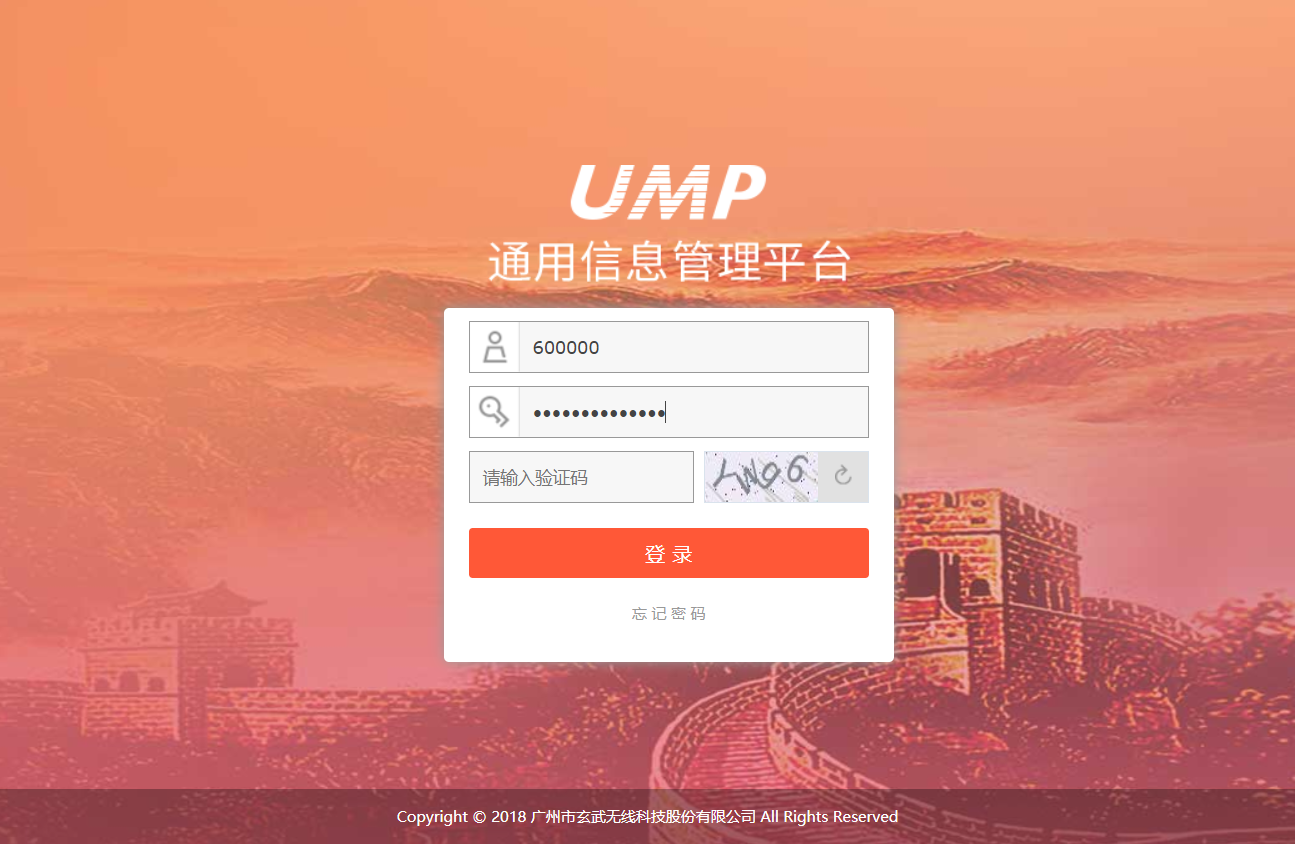 UMP
通用信息管理平台
600000
••••••••••••••
请输入验证码
登 录
忘 记 密 码
Copyright © 2018 广州市玄武无线科技股份有限公司 All Rights Reserved